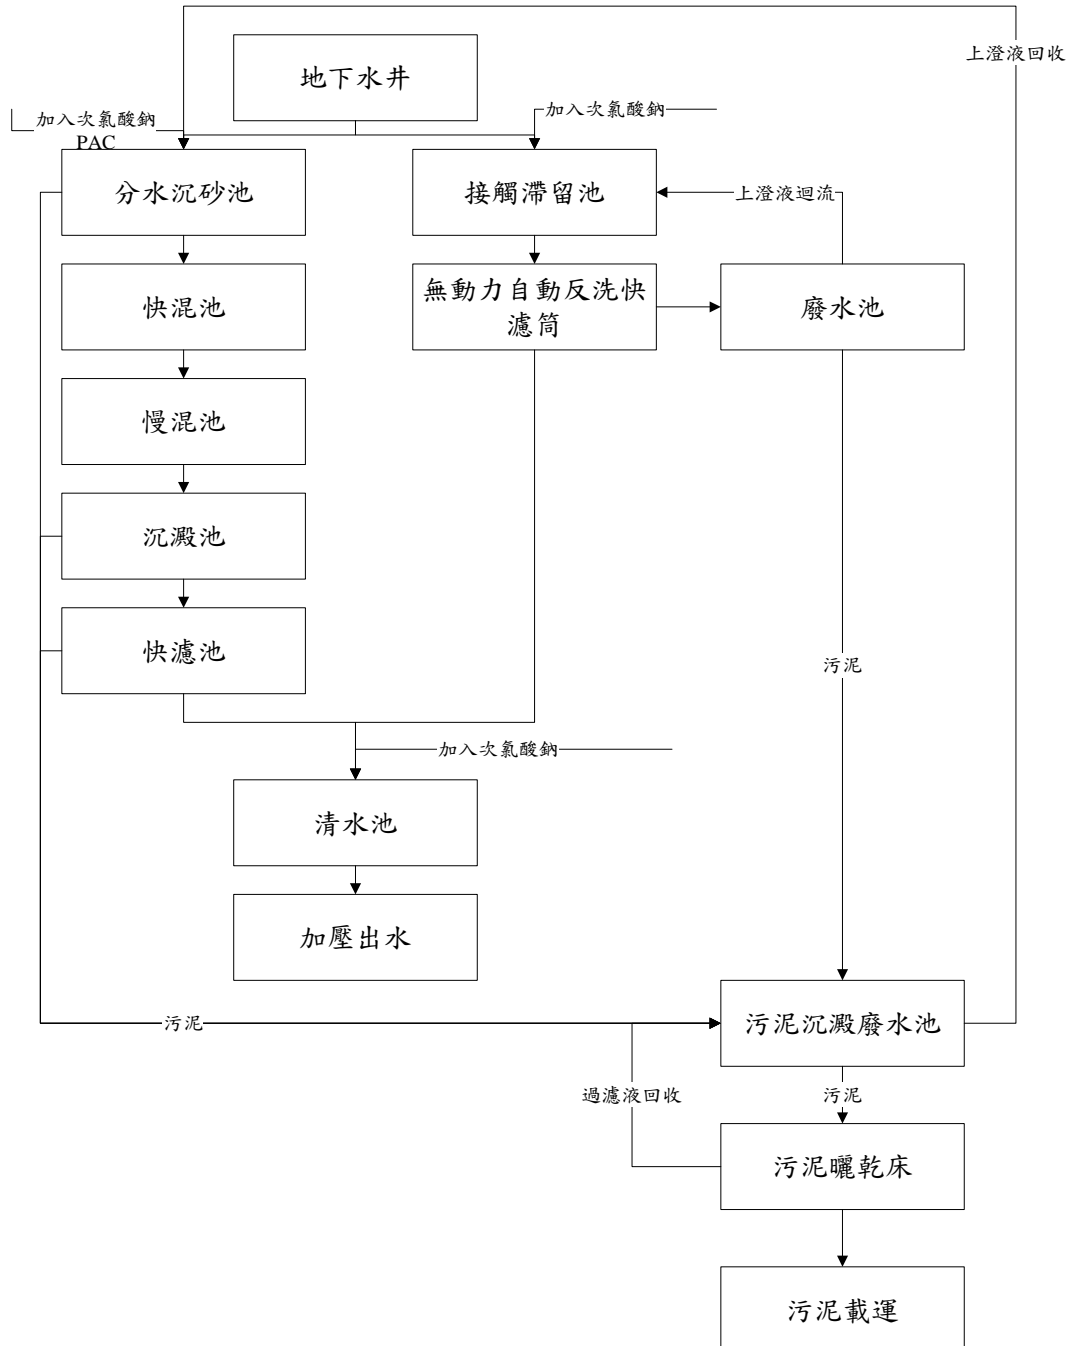 上澄液回收
地下水井
加入次氯酸鈉
PAC
加入次氯酸鈉
分水沉砂池
接觸滯留池
上澄液迴流
快混池
無動力自動反洗快
濾筒
廢水池
慢混池
沉澱池
快濾池
污泥
加入次氯酸鈉
清水池
加壓出水
污泥
污泥沉澱廢水池
過濾液回收
污泥
污泥曬乾床
污泥載運